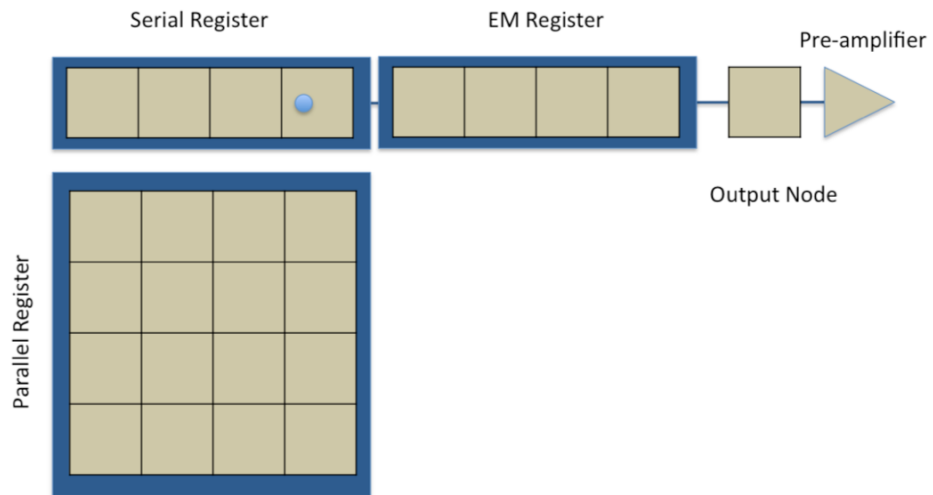 Serial Register
EM Register
Pre-amplifier
Output Node
Parallel Register